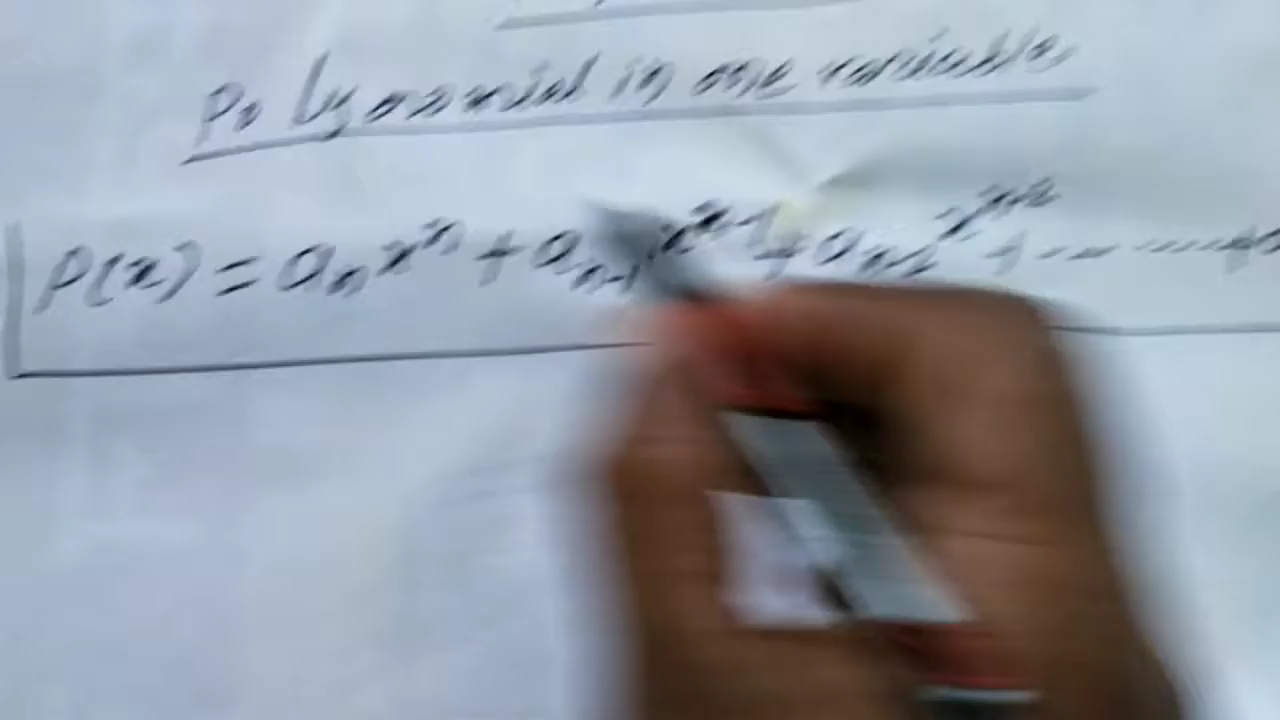 Polynomial in one variable
P(x) = aₙxⁿ + aₙ₋₁xⁿ⁻¹ + aₙ₋₂xⁿ⁻² + ........ +